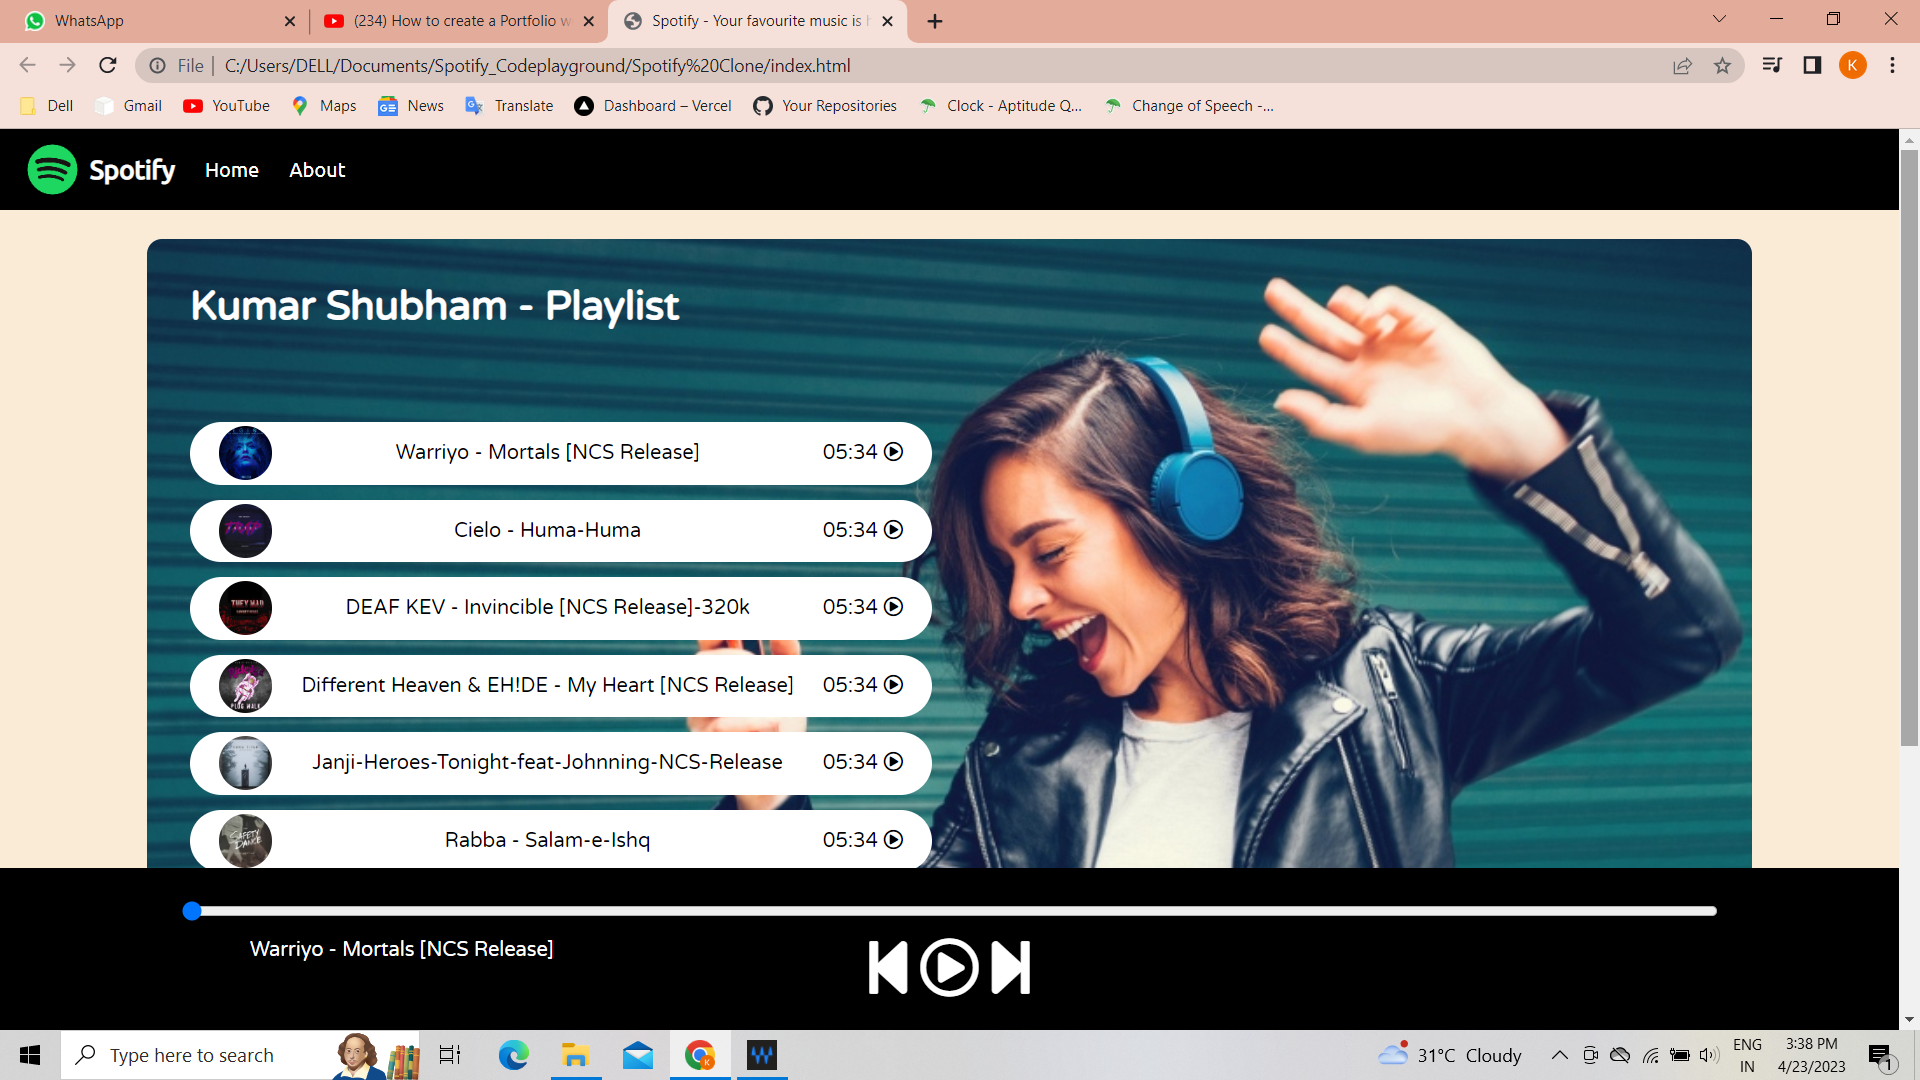 WhatsApp
(234) How to create a Portfolio w
Spotify - Your favourite music is h
File
C:/Users/DELL/Documents/Spotify_Codeplayground/Spotify%20Clone/index.html
K
Dell
Gmail
YouTube
Maps
News
Translate
Dashboard – Vercel
Your Repositories
Clock - Aptitude Q...
Change of Speech -...
Spotify
Home
About
Kumar Shubham - Playlist
Warriyo - Mortals [NCS Release]
05:34
Cielo - Huma-Huma
05:34
DEAF KEV - Invincible [NCS Release]-320k
05:34
Different Heaven & EH!DE - My Heart [NCS Release]
05:34
Janji-Heroes-Tonight-feat-Johnning-NCS-Release
05:34
SAFETY
DANCE
Rabba - Salam-e-Ishq
05:34
Warriyo - Mortals [NCS Release]
Type here to search
31°C Cloudy
ENG
IN
3:38 PM
4/23/2023
1